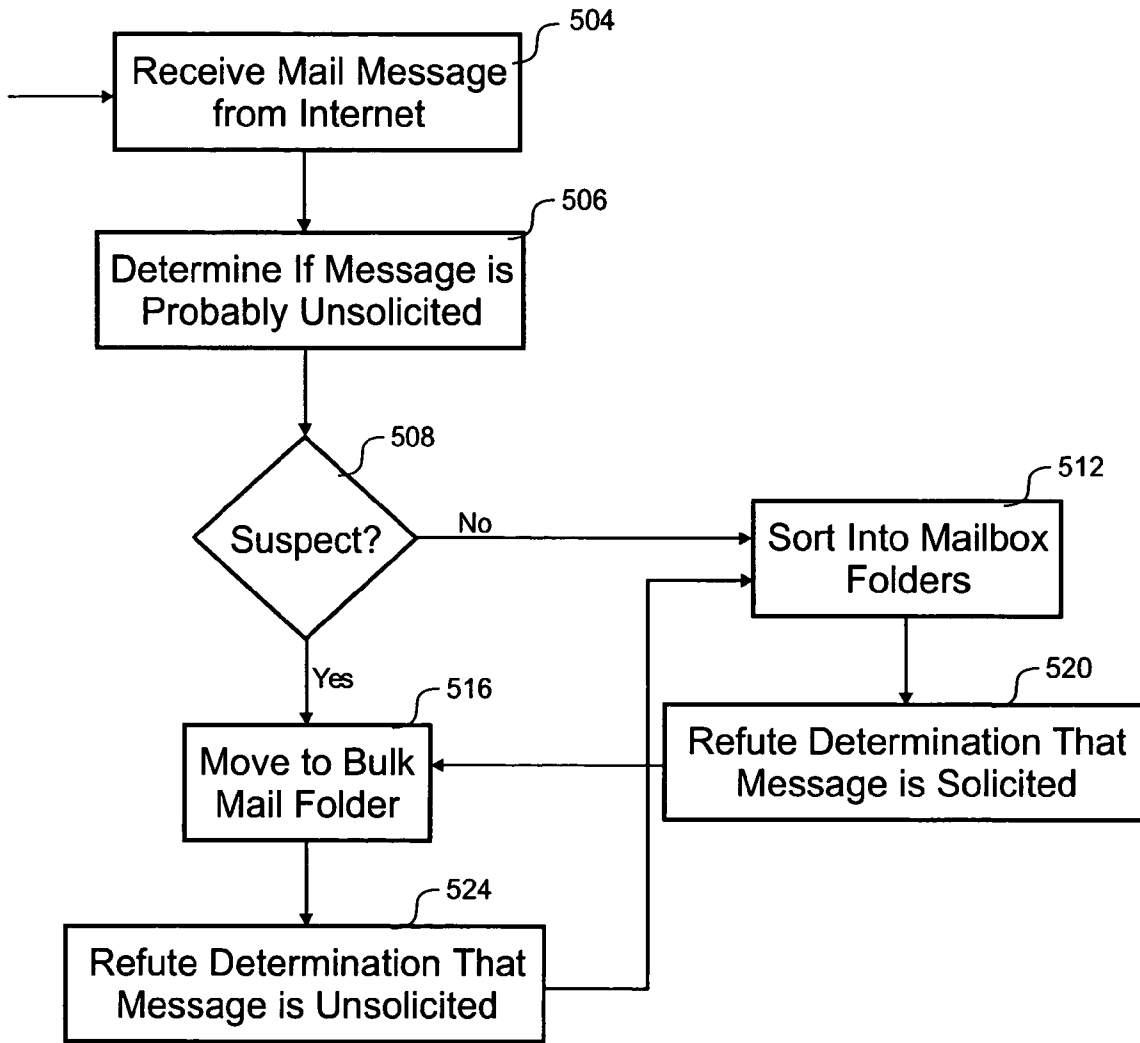 504
Receive Mail Message
from Internet
506
Determine If Message is
Probably Unsolicited
508
Suspect?
No
512
Sort Into Mailbox
Folders
Yes
516
Move to Bulk
Mail Folder
520
Refute Determination That
Message is Solicited
524
Refute Determination That
Message is Unsolicited